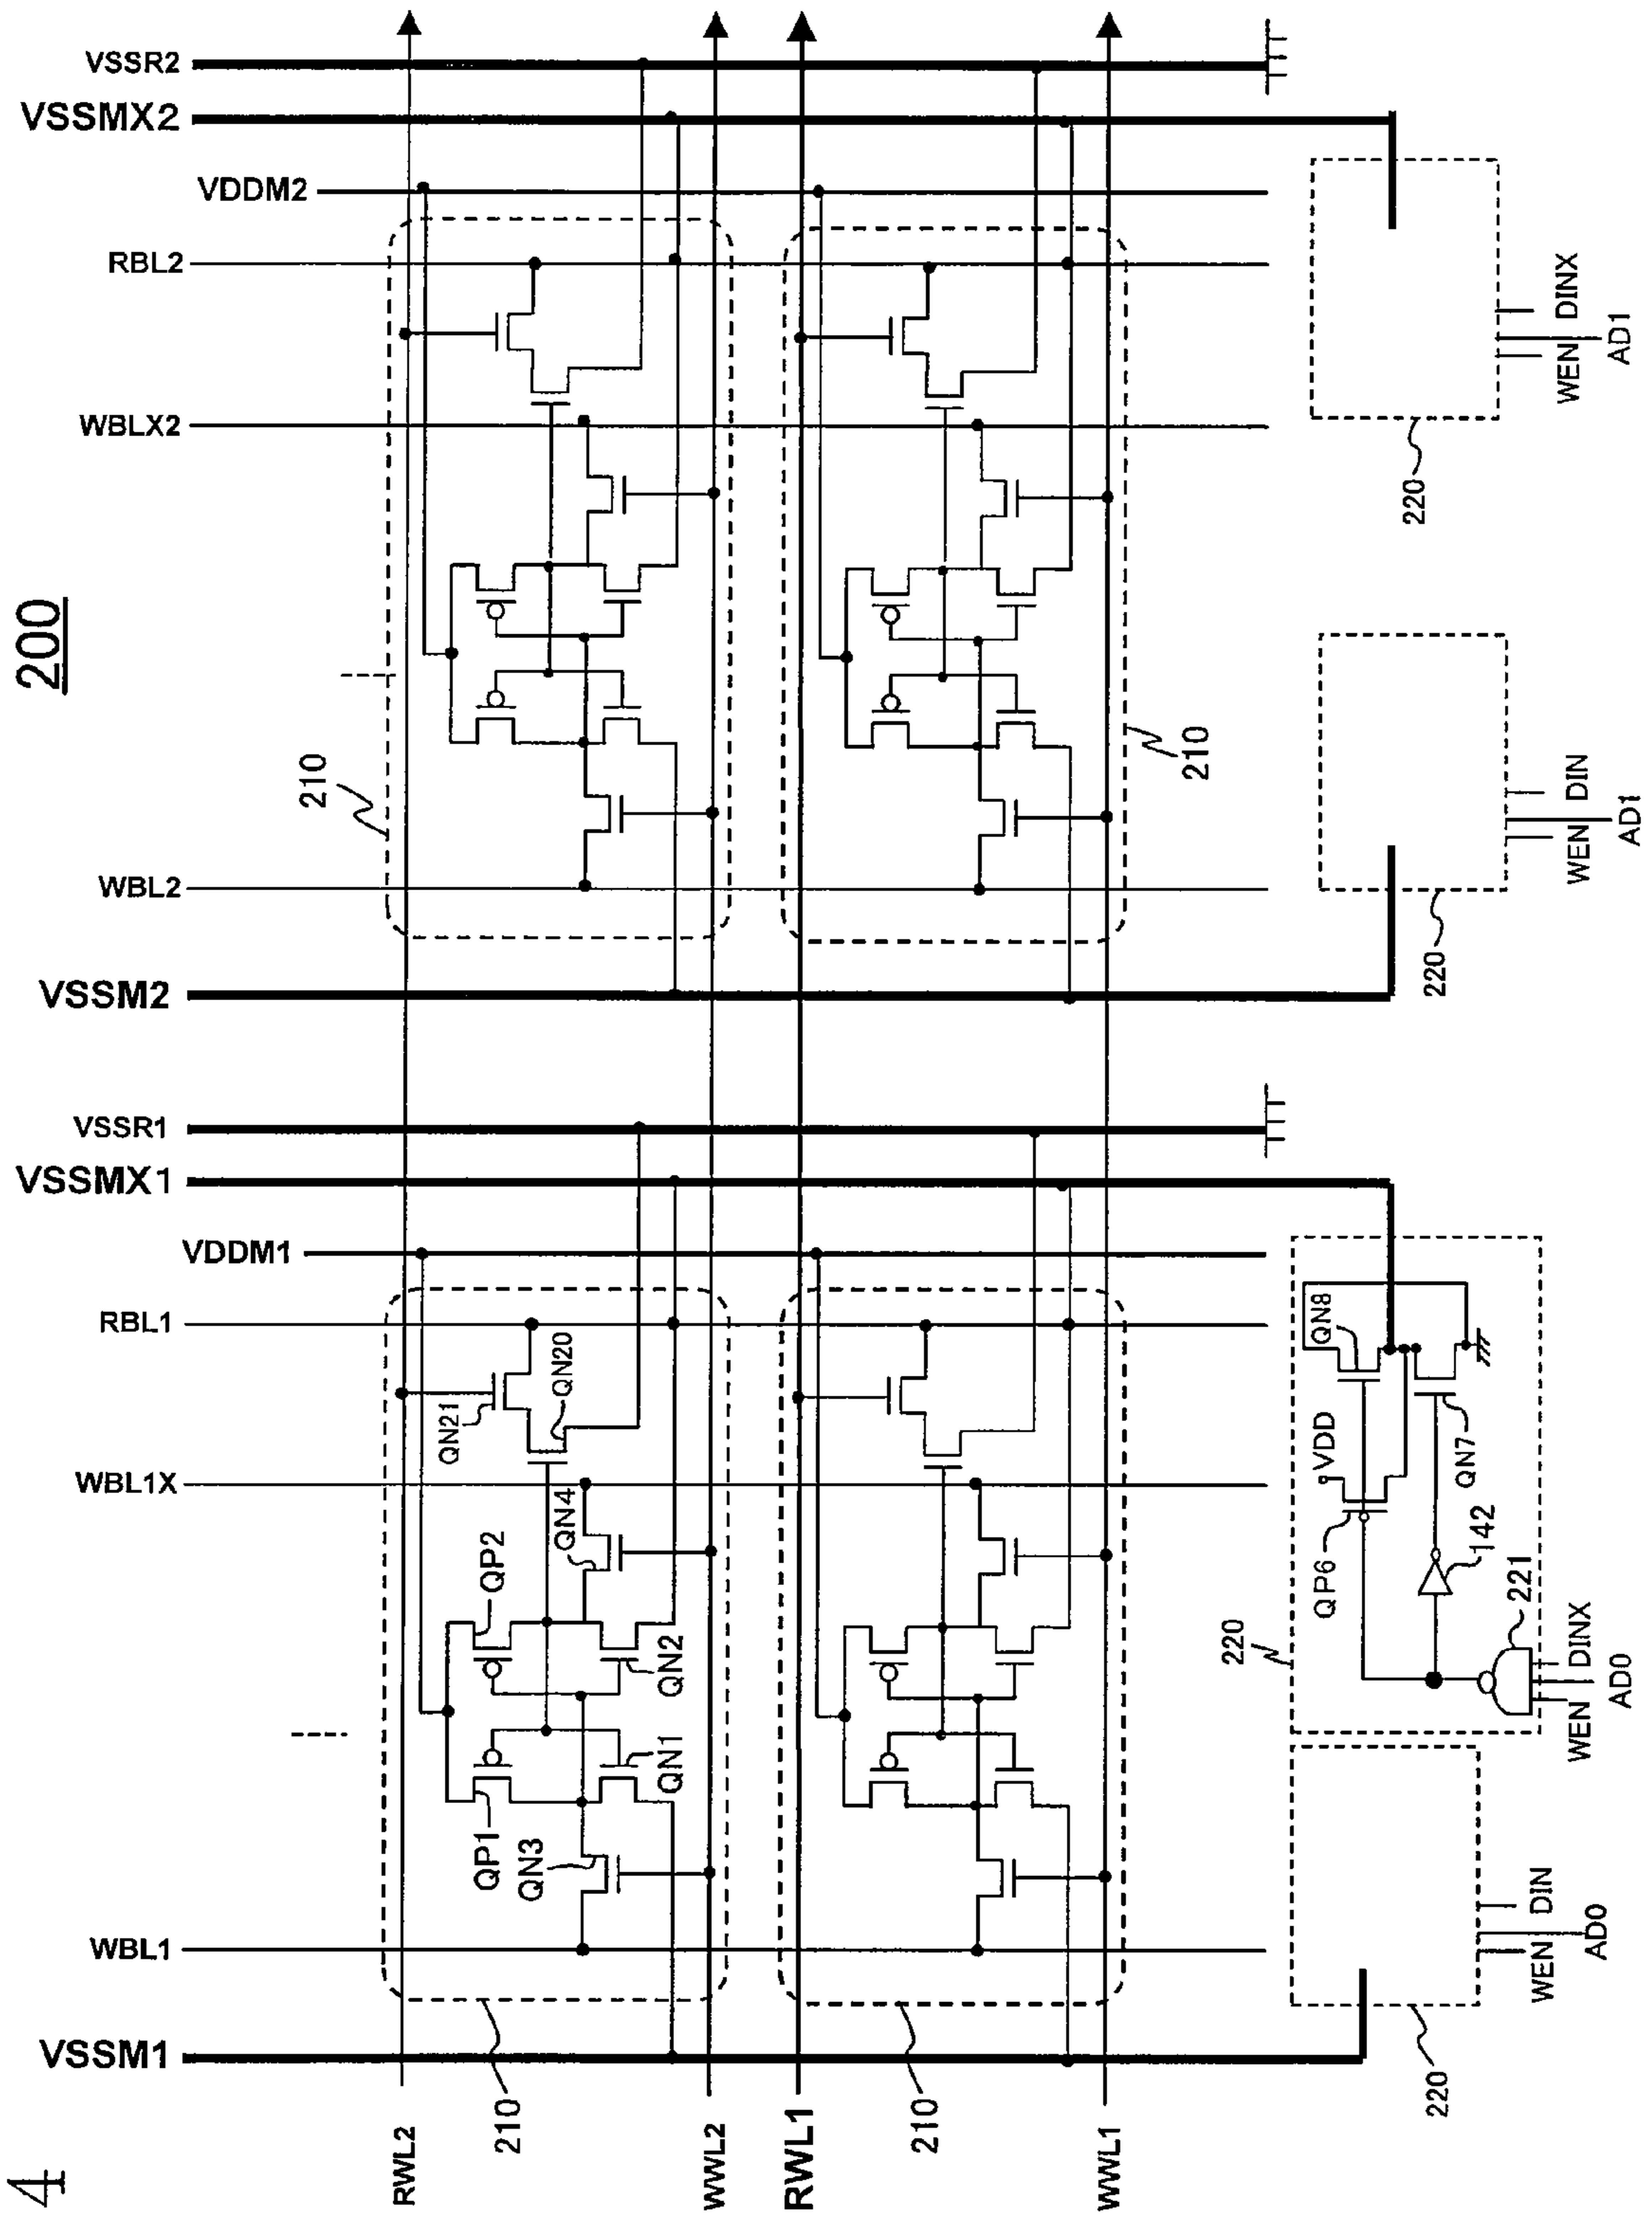 4
200
VSSR2
VSSMX2
VDDM2
RBL2
WBLX2
WBL2
VSSM2
VSSR1
VSSMX1
VDDM1
RBL1
WBL1X
WBL1
VSSM1
RWL2
WWL2
RWL1
WWL1
210
210
210
210
QN21
QN20
QN4
QP2
QN2
QP1
QN1
QN3
220
WEN
DINX
AD1
220
WEN
DIN
AD1
220
QN8
VDD
QP6
QN7
142
221
WEN
DINX
AD0
220
WEN
DIN
AD0